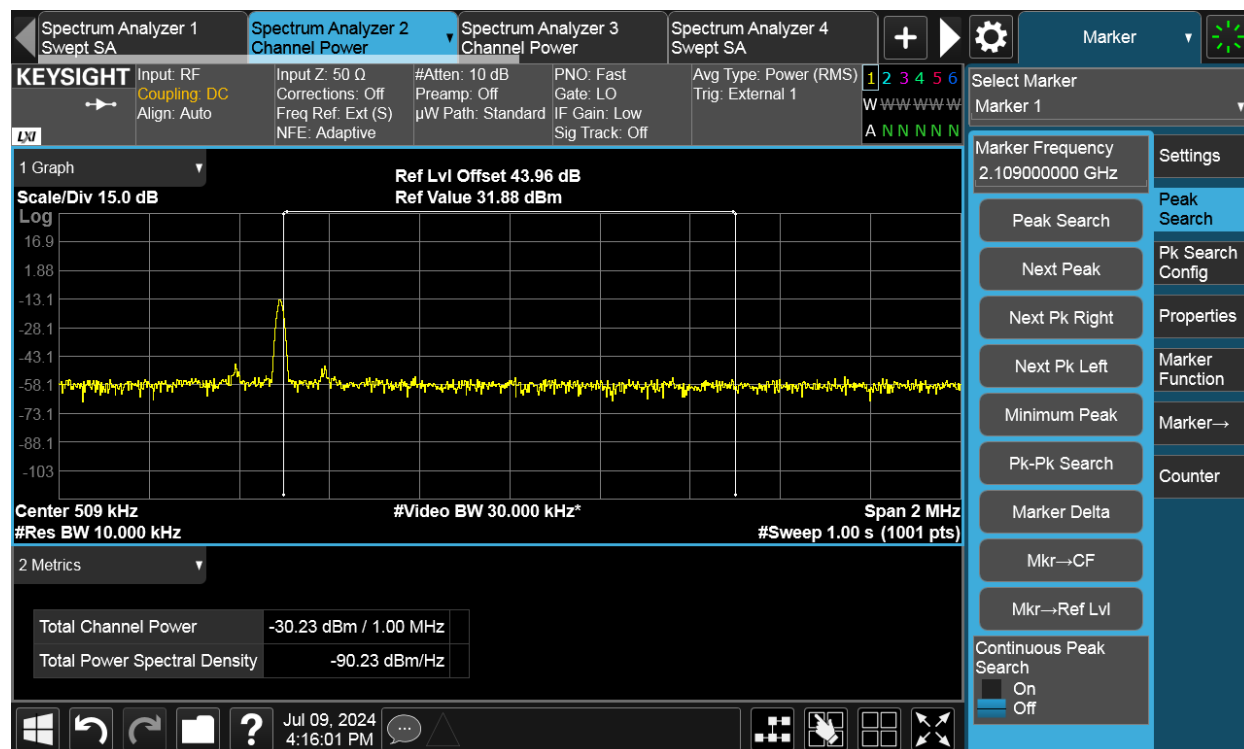 Spectrum Analyzer 1
Swept SA
Spectrum Analyzer 2
Channel Power
Spectrum Analyzer 3
Channel Power
Spectrum Analyzer 4
Swept SA
Marker
KEYSIGHT
LXI
Input: RF
Coupling: DC
Align: Auto
Input Z: 50 Ω
Corrections: Off
Freq Ref: Ext (S)
NFE: Adaptive
#Atten: 10 dB
Preamp: Off
µW Path: Standard
PNO: Fast
Gate: LO
IF Gain: Low
Sig Track: Off
Avg Type: Power (RMS)
Trig: External 1
1 2 3 4 5 6
W W W W W W
A N N N N N
Select Marker
Marker 1
1 Graph
Scale/Div 15.0 dB
Log
Ref Lvl Offset 43.96 dB
Ref Value 31.88 dBm
16.9
1.88
-13.1
-28.1
-43.1
-58.1
-73.1
-88.1
-103
Center 509 kHz
#Res BW 10.000 kHz
#Video BW 30.000 kHz*
Span 2 MHz
#Sweep 1.00 s (1001 pts)
2 Metrics
Total Channel Power -30.23 dBm / 1.00 MHz
Total Power Spectral Density -90.23 dBm/Hz
Marker Frequency
2.109000000 GHz
Peak Search
Next Peak
Next Pk Right
Next Pk Left
Minimum Peak
Pk-Pk Search
Marker Delta
Mkr→CF
Mkr→Ref Lvl
Continuous Peak
Search
On
Off
Settings
Peak
Search
Pk Search
Config
Properties
Marker
Function
Marker→
Counter
?
Jul 09, 2024
4:16:01 PM